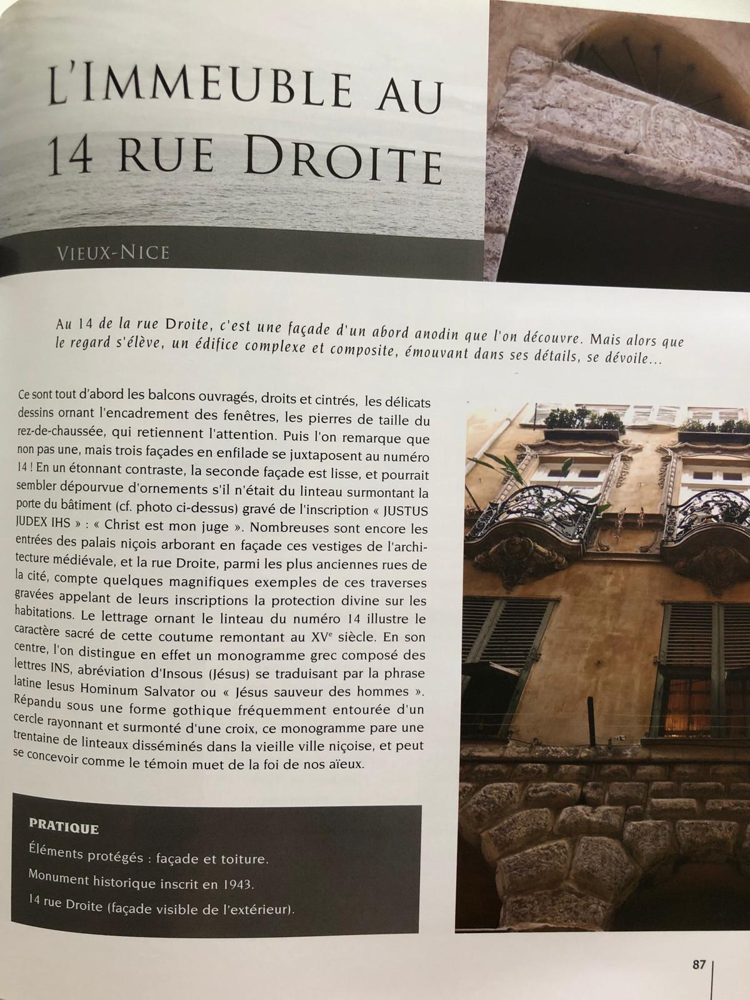 L'IMMEUBLE AU
14 RUE DROITE
VIEUX-NICE
Au 14 de la rue Droite, c'est une façade d'un abord anodin que l'on découvre. Mais alors que
le regard s'élève, un édifice complexe et composite, émouvant dans ses détails, se dévoile...
Ce sont tout d'abord les balcons ouvragés, droits et cintrés, les délicats
dessins ornant l'encadrement des fenêtres, les pierres de taille du
rez-de-chaussée, qui retiennent l'attention. Puis l'on remarque que
non pas une, mais trois façades en enfilade se juxtaposent au numéro
14 ! En un étonnant contraste, la seconde façade est lisse, et pourrait
sembler dépourvue d'ornements s'il n'était du linteau surmontant la
porte du bâtiment (cf. photo ci-dessus) gravé de l'inscription « JUSTUS
JUDEX IHS » : « Christ est mon juge ». Nombreuses sont encore les
entrées des palais niçois arborant en façade ces vestiges de l'archi-
tecture médiévale, et la rue Droite, parmi les plus anciennes rues de
la cité, compte quelques magnifiques exemples de ces traverses
gravées appelant de leurs inscriptions la protection divine sur les
habitations. Le lettrage ornant le linteau du numéro 14 illustre le
caractère sacré de cette coutume remontant au XVe siècle. En son
centre, l'on distingue en effet un monogramme grec composé des
lettres INS, abréviation d'Insous (Jésus) se traduisant par la phrase
latine Iesus Hominum Salvator ou « Jésus sauveur des hommes ».
Répandu sous une forme gothique fréquemment entourée d'un
cercle rayonnant et surmonté d'une croix, ce monogramme pare une
trentaine de linteaux disséminés dans la vieille ville niçoise, et peut
se concevoir comme le témoin muet de la foi de nos aïeux.
PRATIQUE
Éléments protégés : façade et toiture.
Monument historique inscrit en 1943.
14 rue Droite (façade visible de l'extérieur).
87